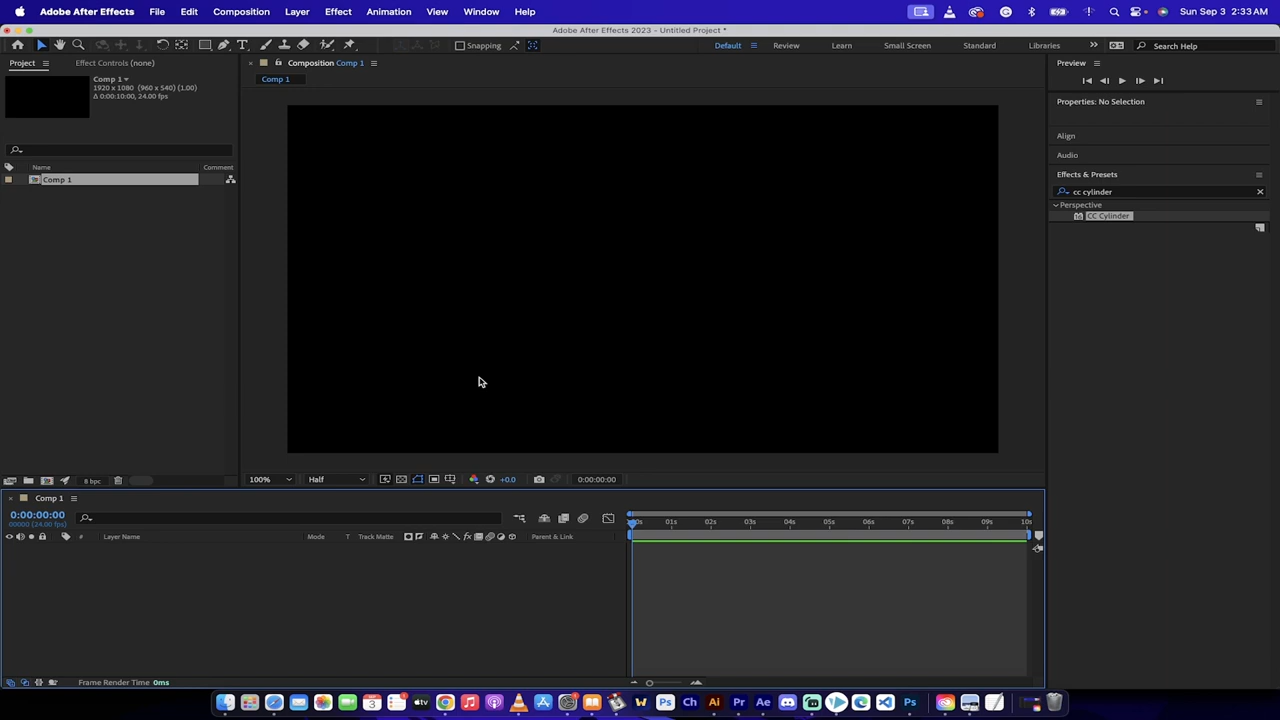 Adobe After Effects File Edit Composition Layer Effect Animation View Window Help Sun Sep 3 2:33 AM
Adobe After Effects 2023 - Untitled Project *
Snapping Default Review Learn Small Screen Standard Libraries Search Help
Project Effect Controls (none) Composition Comp 1 Preview
Comp 1
1920 x 1080 (960 x 540) (1.00)
Δ 0:00:10:00, 24.00 fps
Comp 1
Properties: No Selection
Align
Audio
Effects & Presets
Name Comment
Comp 1
cc cylinder
Perspective
CC Cylinder
8 bpc 100% Half +0.0 0:00:00:00
Comp 1
0:00:00:00
00000 (24.00 fps)
01s 02s 03s 04s 05s 06s 07s 08s 09s 10s
# Layer Name Mode T Track Matte Parent & Link
Frame Render Time 0ms